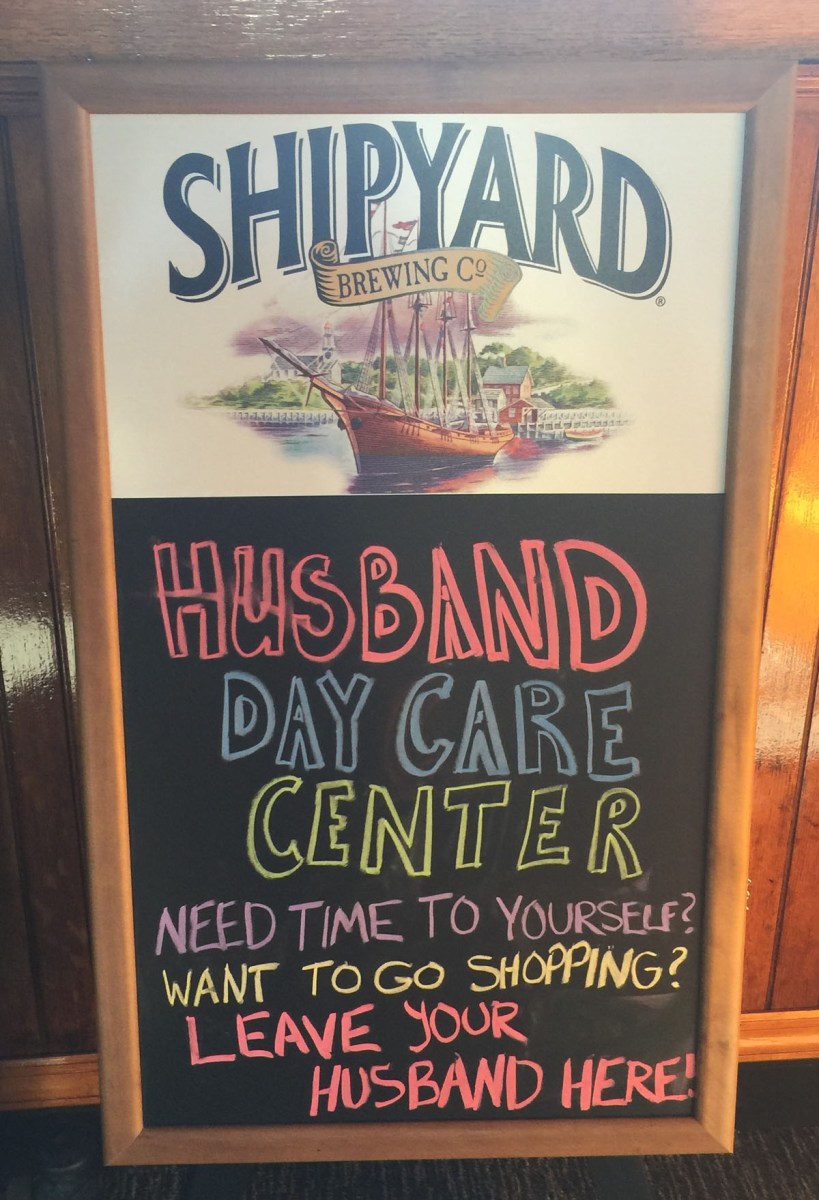 SHIPYARD
BREWING Cº
®
HUSBAND
DAY CARE
CENTER
NEED TIME TO YOURSELF?
WANT TO GO SHOPPING?
LEAVE YOUR
HUSBAND HERE!